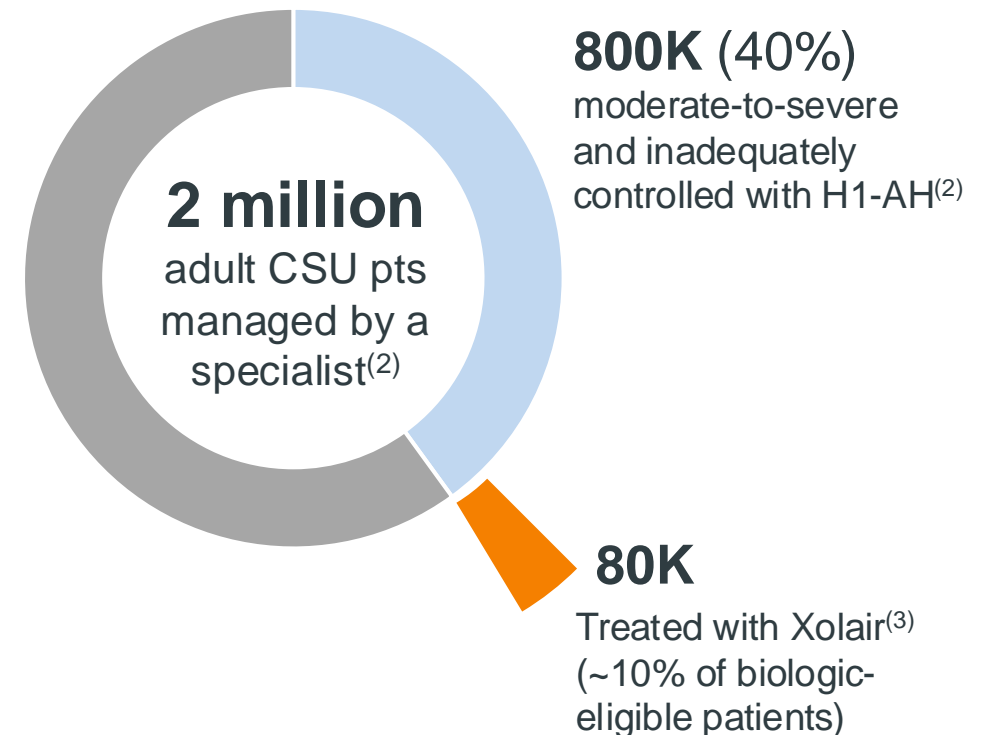 800K (40%)
moderate-to-severe
and inadequately
controlled with H1-AH(2)
2 million
adult CSU pts
managed by a
specialist(2)
80K
Treated with Xolair(3)
(~10% of biologic-
eligible patients)